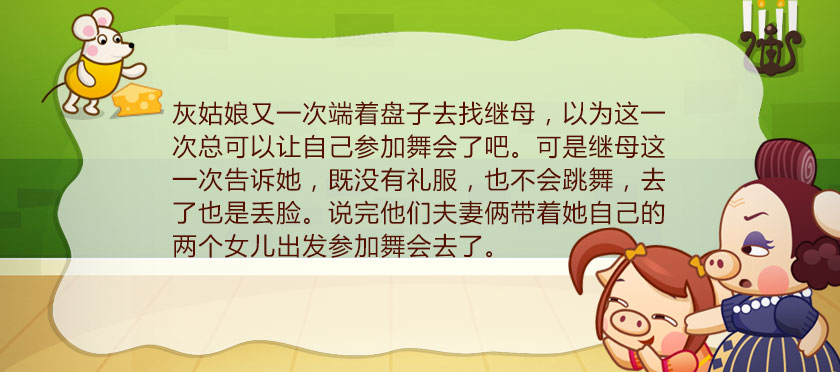 灰姑娘又一次端着盘子去找继母，以为这一
次总可以让自己参加舞会了吧。可是继母这
一次告诉她，既没有礼服，也不会跳舞，去
了也是丢脸。说完他们夫妻俩带着她自己的
两个女儿出发参加舞会去了。